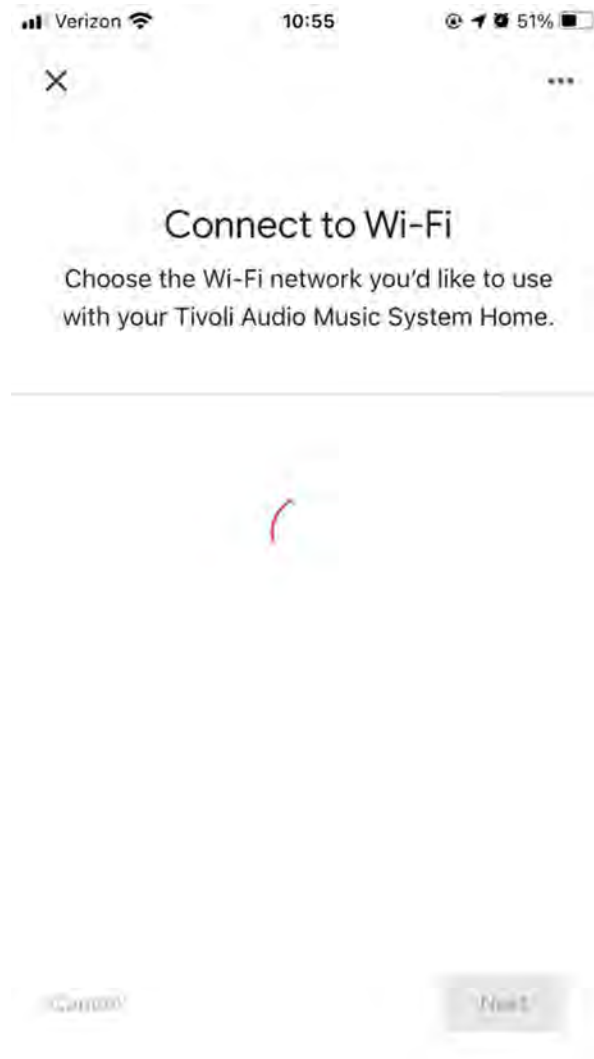 Verizon 10:55 51%
Connect to Wi-Fi
Choose the Wi-Fi network you'd like to use
with your Tivoli Audio Music System Home.
Cancel Next